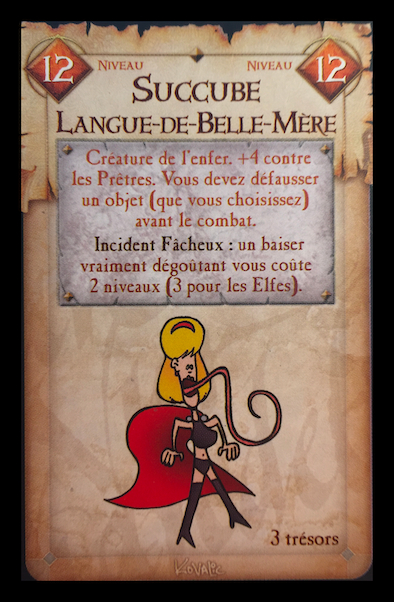 12 Niveau Niveau 12
Succube
Langue-de-Belle-Mère
Créature de l'enfer. +4 contre
les Prêtres. Vous devez défausser
un objet (que vous choisissez)
avant le combat.
Incident Fâcheux : un baiser
vraiment dégoûtant vous coûte
2 niveaux (3 pour les Elfes).
3 trésors
Kovalic